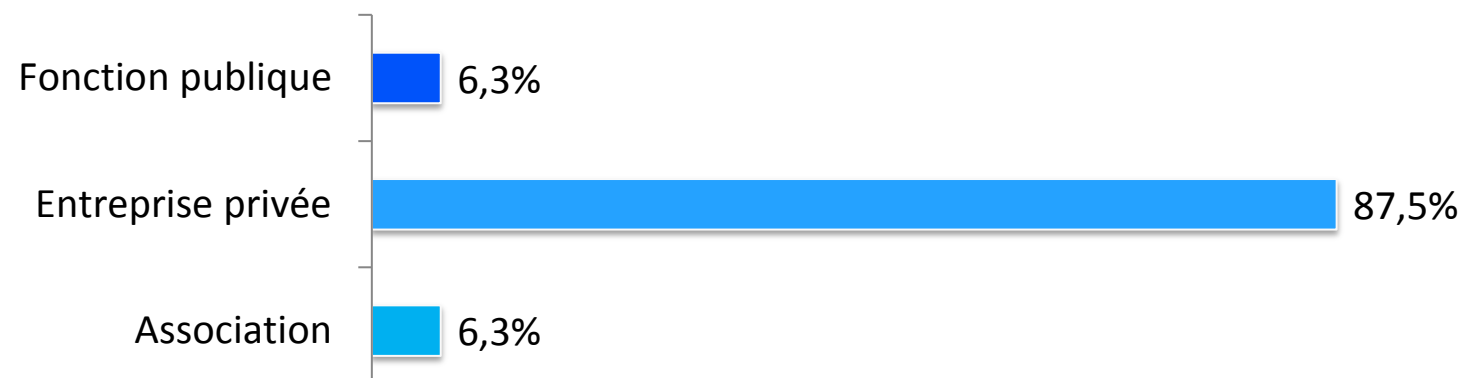 Fonction publique 6,3%
Entreprise privée 87,5%
Association 6,3%